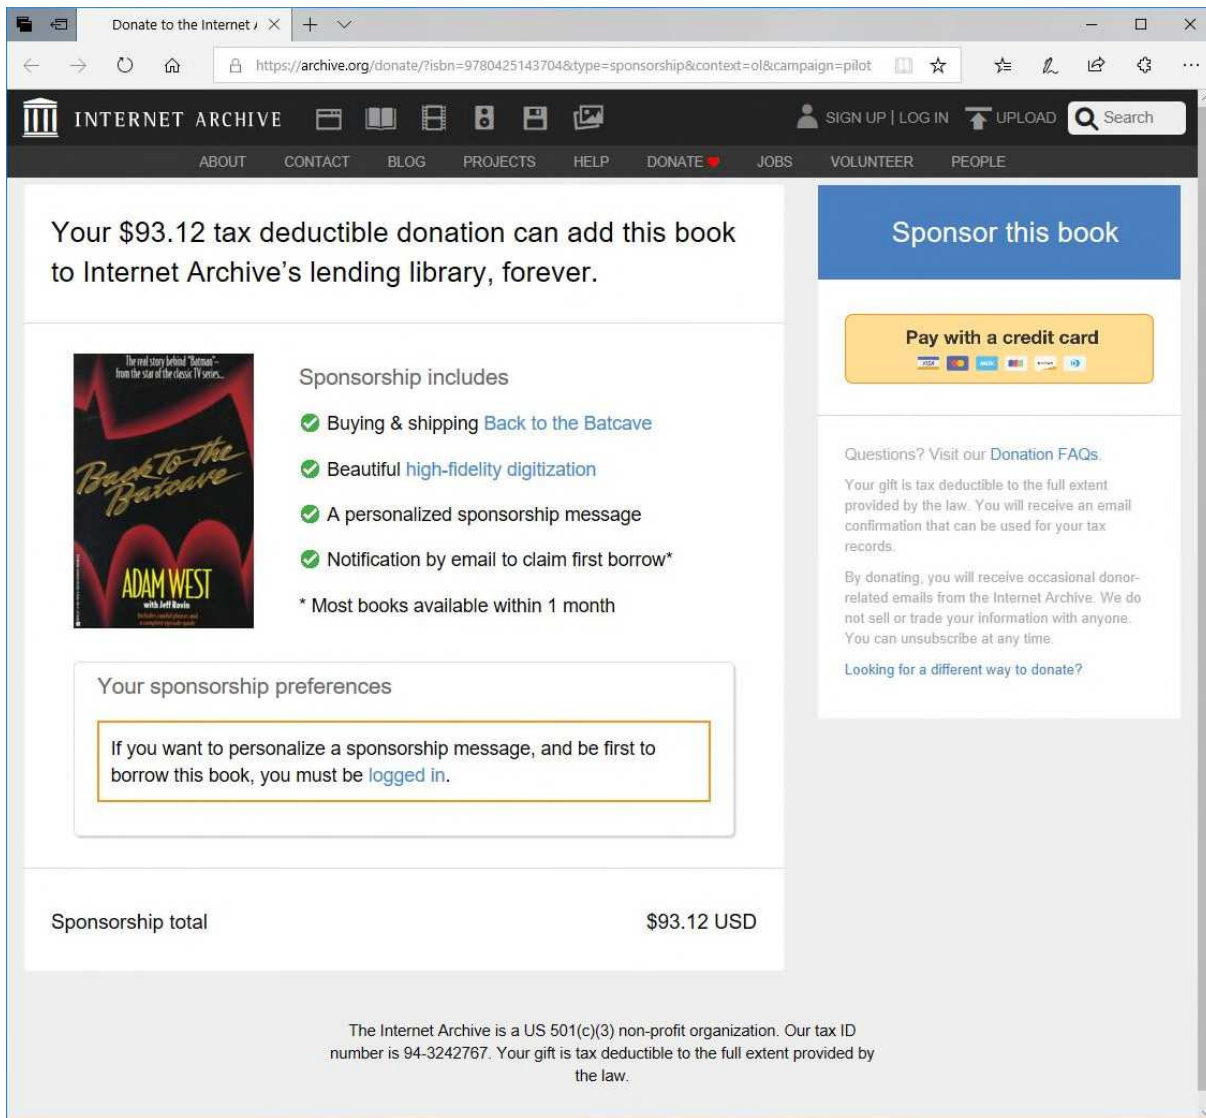 Donate to the Internet A
https://archive.org/donate/?isbn=9780425143704&type=sponsorship&context=ol&campaign=pilot
INTERNET ARCHIVE
SIGN UP | LOG IN
UPLOAD
Search
ABOUT CONTACT BLOG PROJECTS HELP DONATE JOBS VOLUNTEER PEOPLE
Your $93.12 tax deductible donation can add this book
to Internet Archive’s lending library, forever.
The real story behind "Batman"–
from the star of the classic TV series...
Back To The
Batcave
ADAM WEST
with Jeff Rovin
Sponsorship includes
Buying & shipping Back to the Batcave
Beautiful high-fidelity digitization
A personalized sponsorship message
Notification by email to claim first borrow*
* Most books available within 1 month
Your sponsorship preferences
If you want to personalize a sponsorship message, and be first to
borrow this book, you must be logged in.
Sponsorship total $93.12 USD
Sponsor this book
Pay with a credit card
VISA
Questions? Visit our Donation FAQs.
Your gift is tax deductible to the full extent
provided by the law. You will receive an email
confirmation that can be used for your tax
records.
By donating, you will receive occasional donor-
related emails from the Internet Archive. We do
not sell or trade your information with anyone.
You can unsubscribe at any time.
Looking for a different way to donate?
The Internet Archive is a US 501(c)(3) non-profit organization. Our tax ID
number is 94-3242767. Your gift is tax deductible to the full extent provided by
the law.